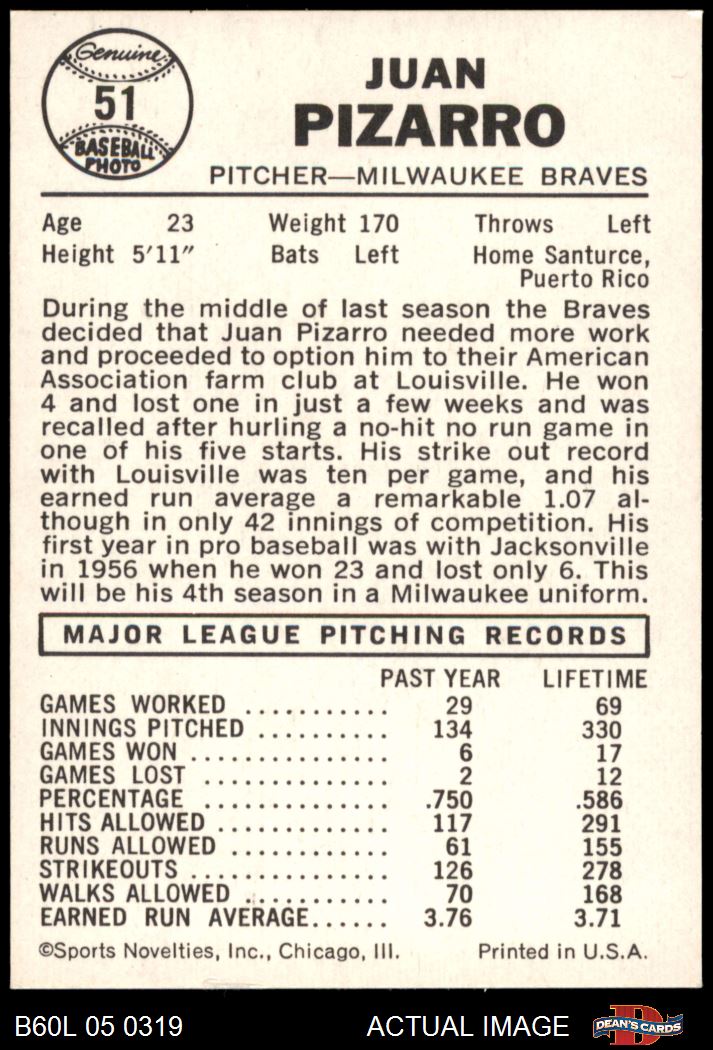 Genuine
51
BASEBALL
PHOTO
JUAN
PIZARRO
PITCHER—MILWAUKEE BRAVES
Age 23 Weight 170 Throws Left
Height 5'11" Bats Left Home Santurce,
Puerto Rico
During the middle of last season the Braves
decided that Juan Pizarro needed more work
and proceeded to option him to their American
Association farm club at Louisville. He won
4 and lost one in just a few weeks and was
recalled after hurling a no-hit no run game in
one of his five starts. His strike out record
with Louisville was ten per game, and his
earned run average a remarkable 1.07 al-
though in only 42 innings of competition. His
first year in pro baseball was with Jacksonville
in 1956 when he won 23 and lost only 6. This
will be his 4th season in a Milwaukee uniform.
MAJOR LEAGUE PITCHING RECORDS
PAST YEAR LIFETIME
GAMES WORKED ........... 29 69
INNINGS PITCHED .......... 134 330
GAMES WON ............... 6 17
GAMES LOST .............. 2 12
PERCENTAGE .............. .750 .586
HITS ALLOWED ............. 117 291
RUNS ALLOWED ............ 61 155
STRIKEOUTS ............... 126 278
WALKS ALLOWED ........... 70 168
EARNED RUN AVERAGE...... 3.76 3.71
©Sports Novelties, Inc., Chicago, Ill. Printed in U.S.A.
B60L 05 0319 ACTUAL IMAGE D DEAN'S CARDS